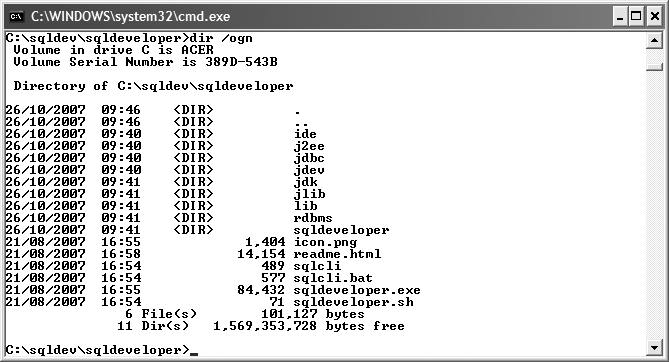 C:\WINDOWS\system32\cmd.exe
C:\sqldev\sqldeveloper>dir /ogn
 Volume in drive C is ACER
 Volume Serial Number is 389D-543B

 Directory of C:\sqldev\sqldeveloper

26/10/2007  09:46    <DIR>          .
26/10/2007  09:46    <DIR>          ..
26/10/2007  09:40    <DIR>          ide
26/10/2007  09:40    <DIR>          j2ee
26/10/2007  09:40    <DIR>          jdbc
26/10/2007  09:40    <DIR>          jdev
26/10/2007  09:41    <DIR>          jdk
26/10/2007  09:41    <DIR>          jlib
26/10/2007  09:41    <DIR>          lib
26/10/2007  09:41    <DIR>          rdbms
26/10/2007  09:41    <DIR>          sqldeveloper
21/08/2007  16:55             1,404 icon.png
21/08/2007  16:58            14,154 readme.html
21/08/2007  16:54               489 sqlcli
21/08/2007  16:54               577 sqlcli.bat
21/08/2007  16:55            84,432 sqldeveloper.exe
21/08/2007  16:54                71 sqldeveloper.sh
               6 File(s)        101,127 bytes
              11 Dir(s)   1,569,353,728 bytes free

C:\sqldev\sqldeveloper>_